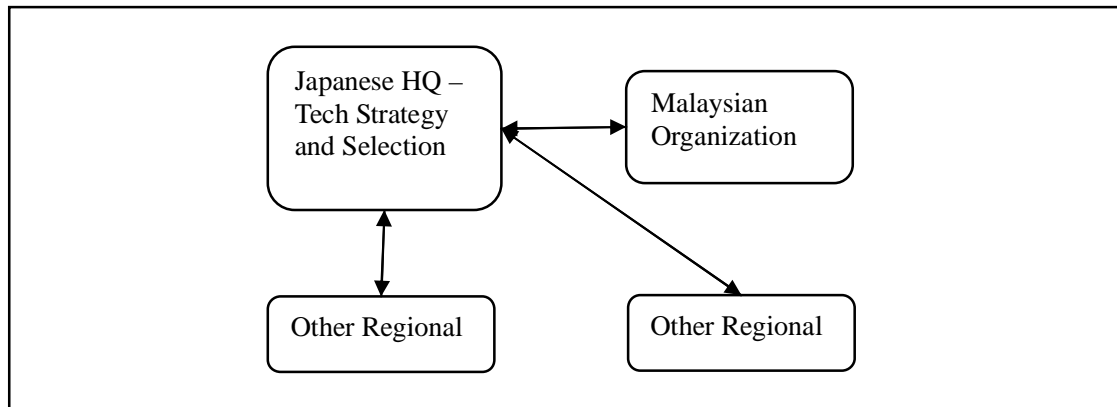 Japanese HQ –
Tech Strategy
and Selection
Malaysian
Organization
Other Regional
Other Regional